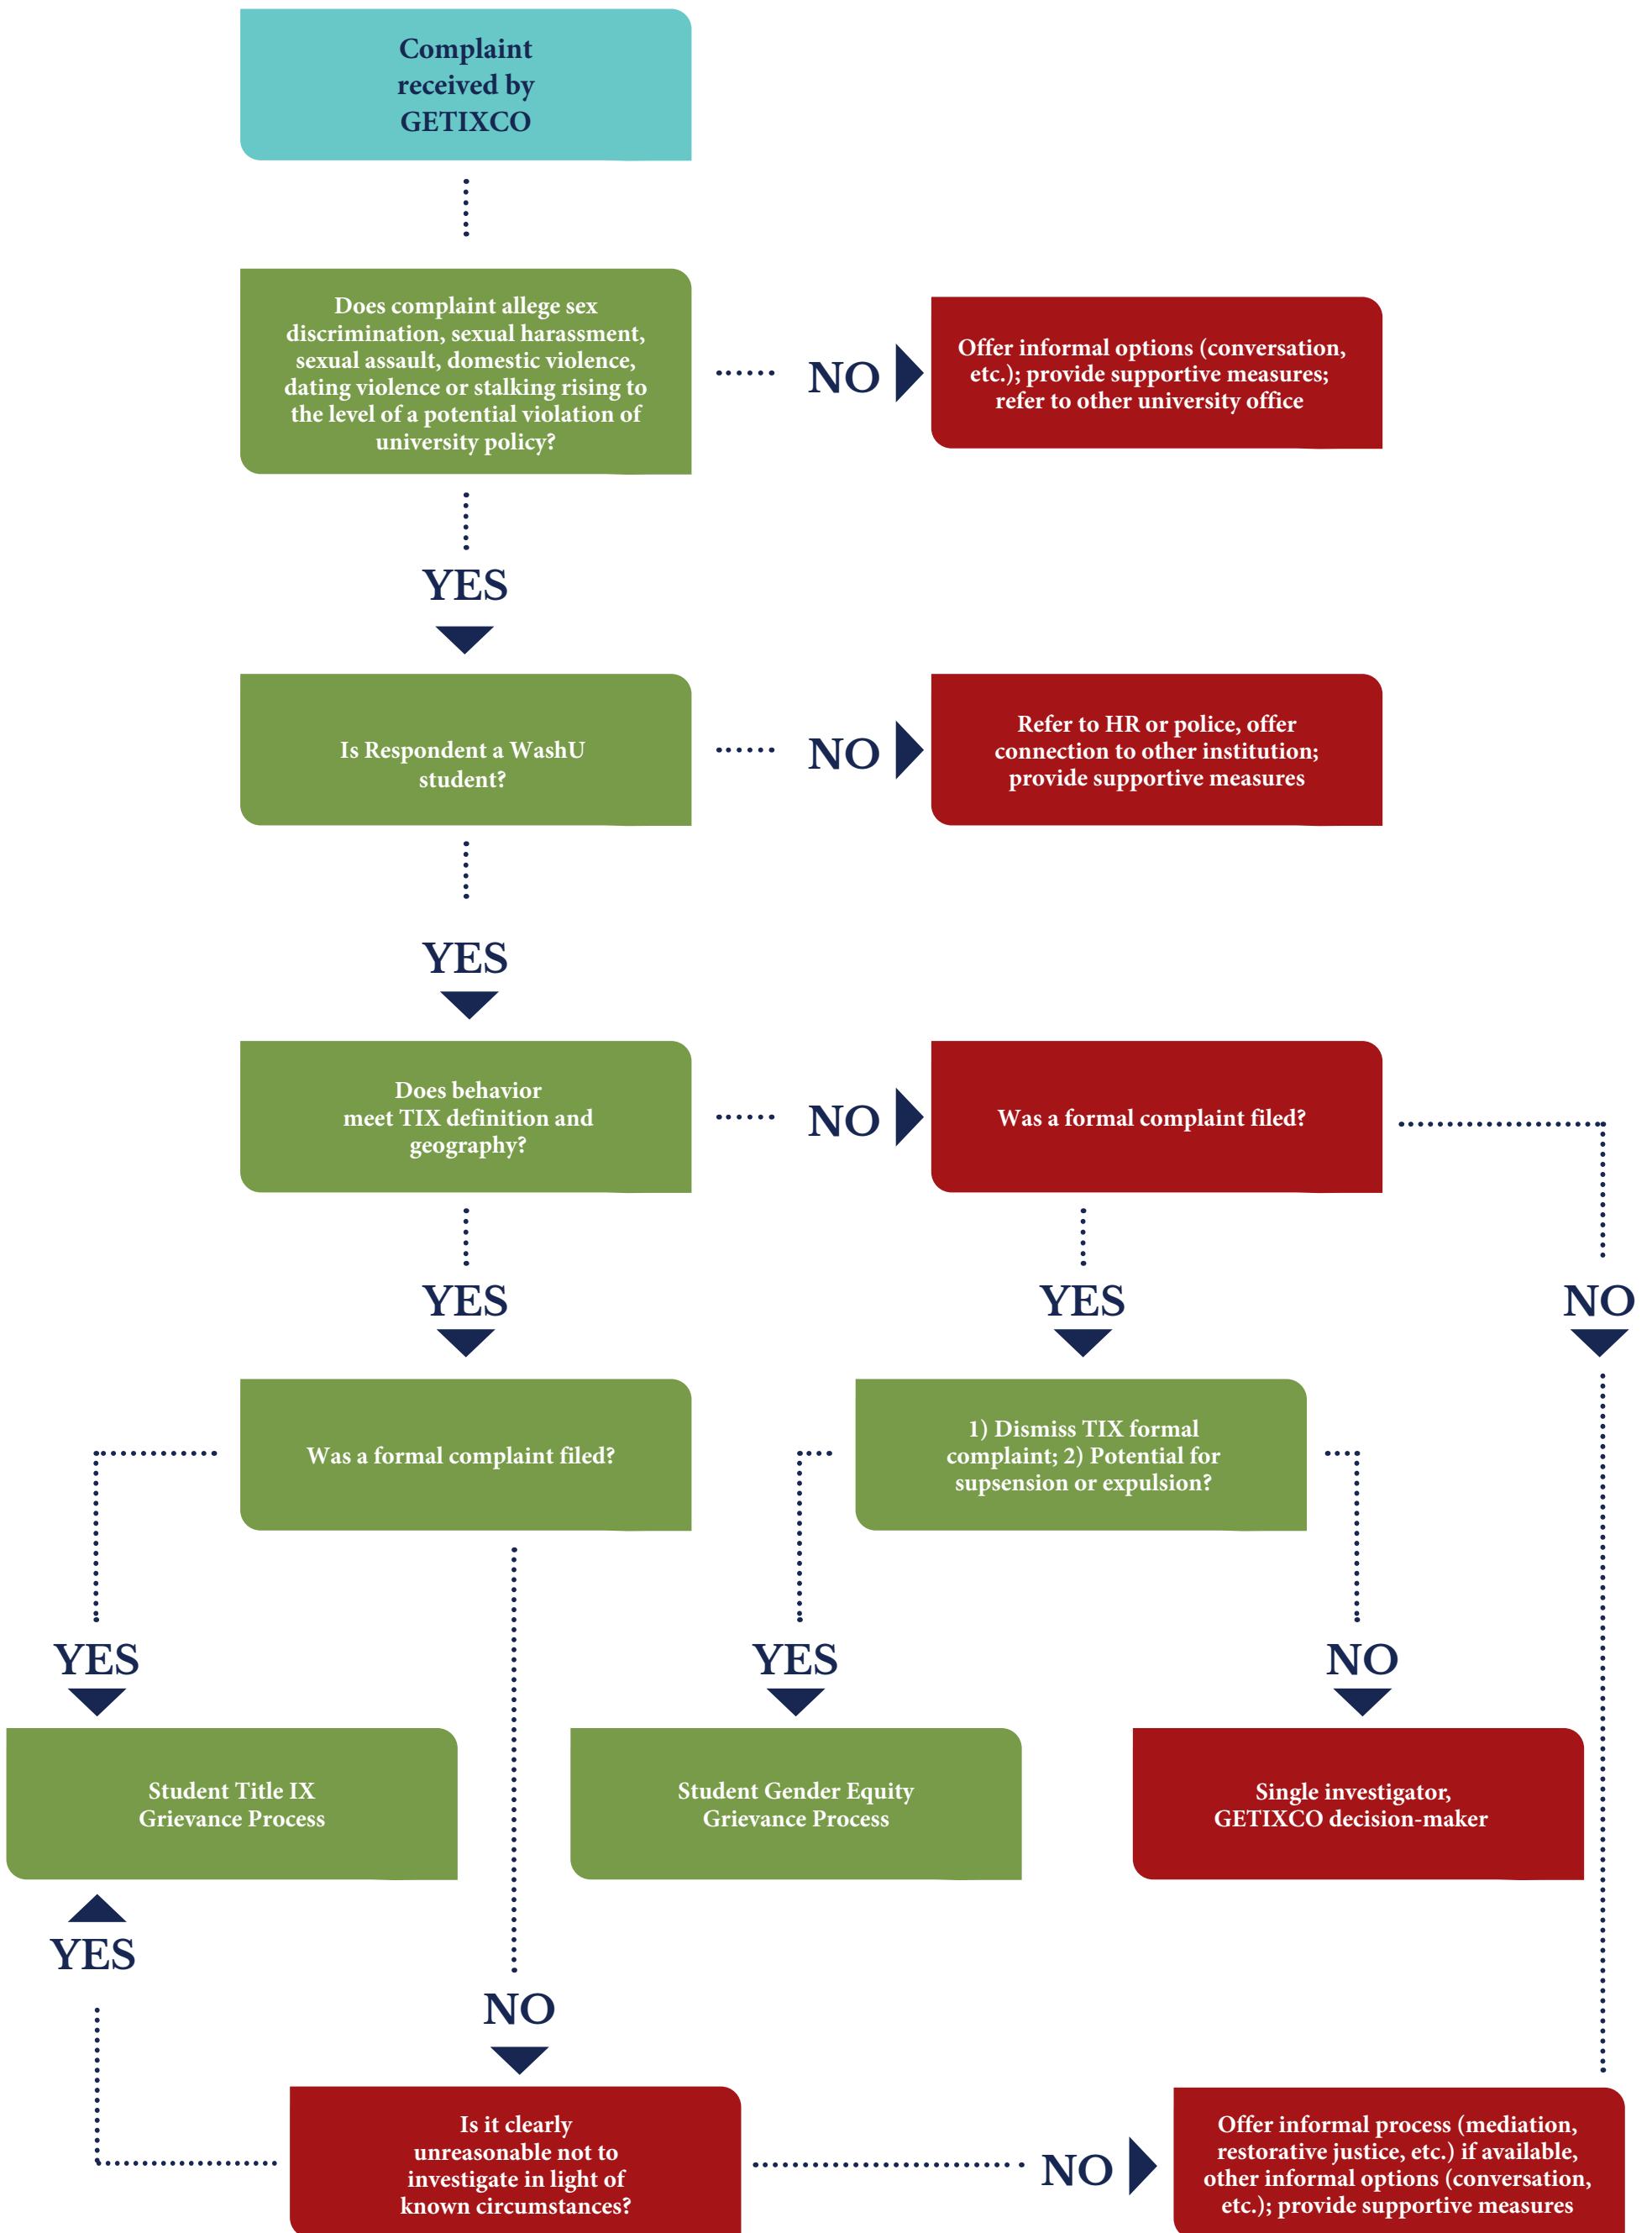 Complaint
received by
GETIXCO
Does complaint allege sex
discrimination, sexual harassment,
sexual assault, domestic violence,
dating violence or stalking rising to
the level of a potential violation of
university policy?
NO
Offer informal options (conversation,
etc.); provide supportive measures;
refer to other university office
YES
Is Respondent a WashU
student?
NO
Refer to HR or police, offer
connection to other institution;
provide supportive measures
YES
Does behavior
meet TIX definition and
geography?
NO
Was a formal complaint filed?
YES
YES
NO
Was a formal complaint filed?
1) Dismiss TIX formal
complaint; 2) Potential for
supsension or expulsion?
YES
YES
NO
Student Title IX
Grievance Process
Student Gender Equity
Grievance Process
Single investigator,
GETIXCO decision-maker
YES
NO
Is it clearly
unreasonable not to
investigate in light of
known circumstances?
NO
Offer informal process (mediation,
restorative justice, etc.) if available,
other informal options (conversation,
etc.); provide supportive measures